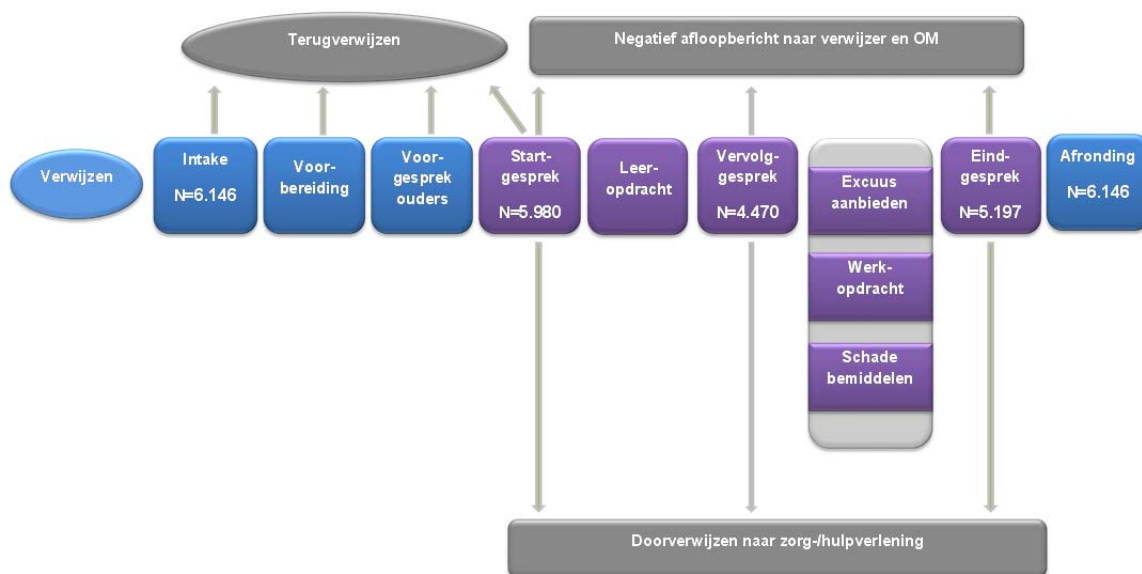 Terugverwijzen
Negatief afloopbericht naar verwijzer en OM
Verwijzen
Intake
N=6.146
Voor-
bereiding
Voor-
gesprek
ouders
Start-
gesprek
N=5.980
Leer-
opdracht
Vervolg-
gesprek
N=4.470
Excuus
aanbieden
Werk-
opdracht
Schade
bemiddelen
Eind-
gesprek
N=5.197
Afronding
N=6.146
Doorverwijzen naar zorg-/hulpverlening